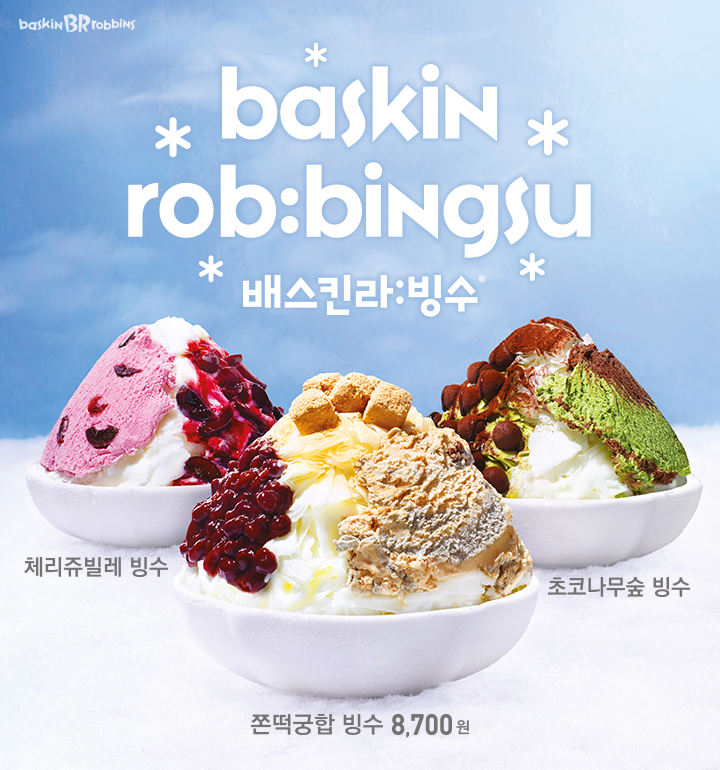 baskin BR robbins
baskin
rob:bingsu
배스킨라:빙수®
체리쥬빌레 빙수
초코나무숲 빙수
쫀떡궁합 빙수 8,700원